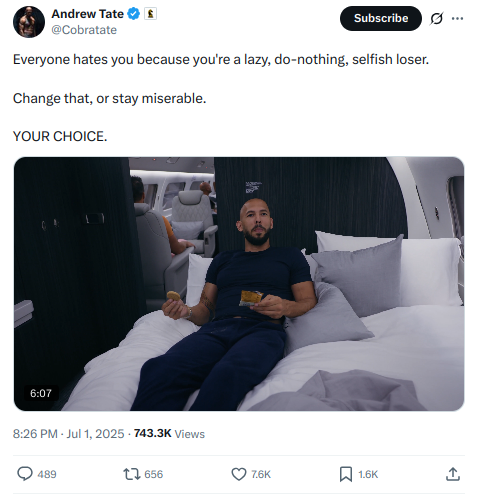 Andrew Tate
@Cobratate
Subscribe
Everyone hates you because you're a lazy, do-nothing, selfish loser.
Change that, or stay miserable.
YOUR CHOICE.
6:07
8:26 PM · Jul 1, 2025 · 743.3K Views
489 656 7.6K 1.6K